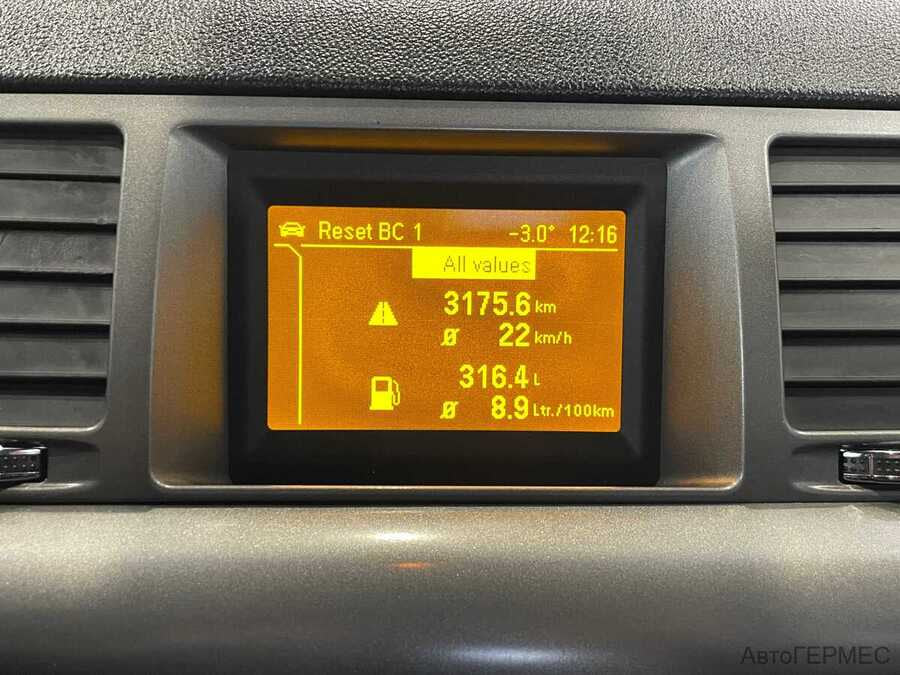 Reset BC 1 -3.0° 12:16
All values
3175.6 km
Ø 22 km/h
316.4 L
Ø 8.9 Ltr./100km
АвтоГЕРМЕС